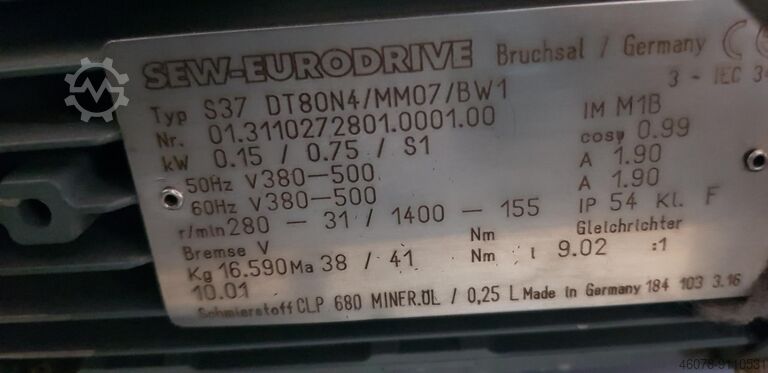 SEW-EURODRIVE Bruchsal / Germany CE
3 - IEC 34
Typ S37 DT80N4/MM07/BW1
Nr. 01.3110272801.0001.00 IM M1B
kW 0.15 / 0.75 / S1 cosφ 0.99
50Hz V380-500 A 1.90
60Hz V380-500 A 1.90
r/min 280 - 31 / 1400 - 155 IP 54 Kl. F
Bremse V Nm Gleichrichter
Kg 16.590 Ma 38 / 41 Nm i 9.02 :1
10.01
Schmierstoff CLP 680 MINER.ÖL / 0,25 L Made in Germany 184 103 3.16